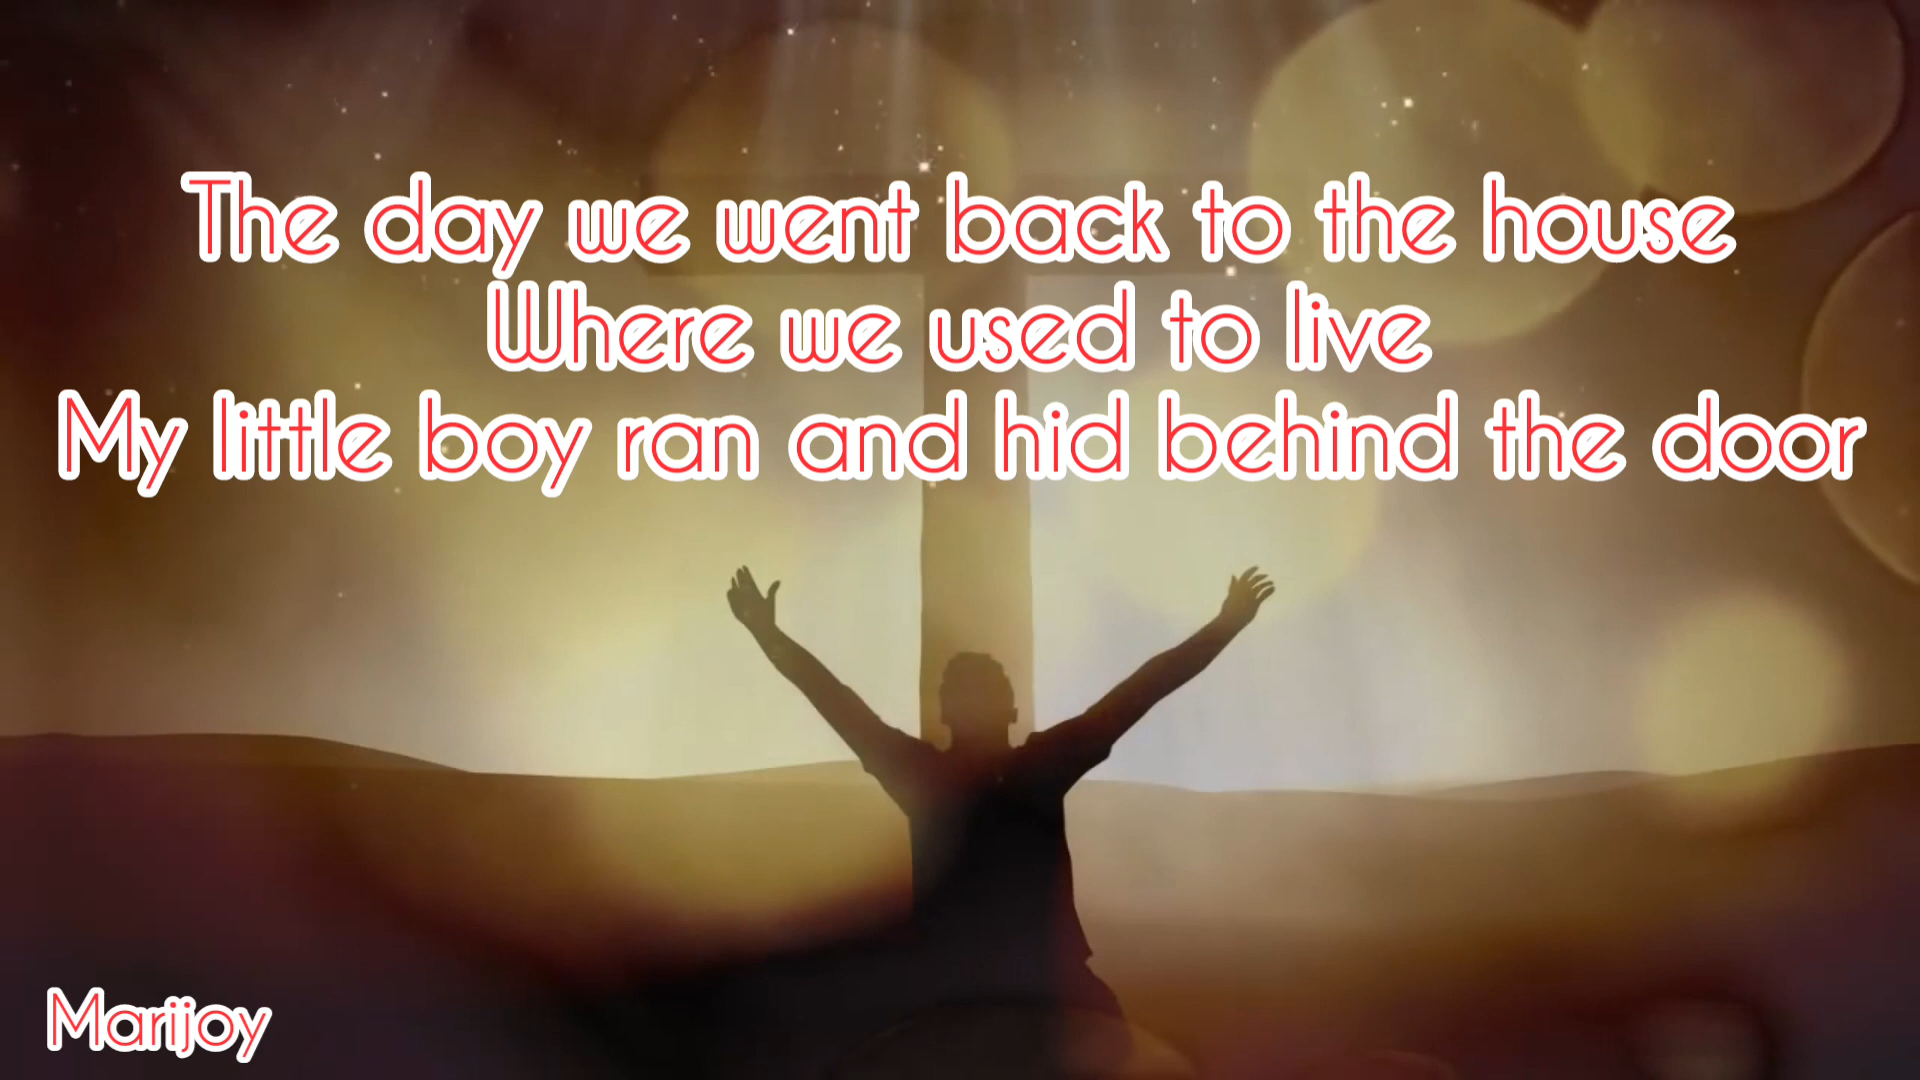 The day we went back to the house
Where we used to live
My little boy ran and hid behind the door
Marijoy